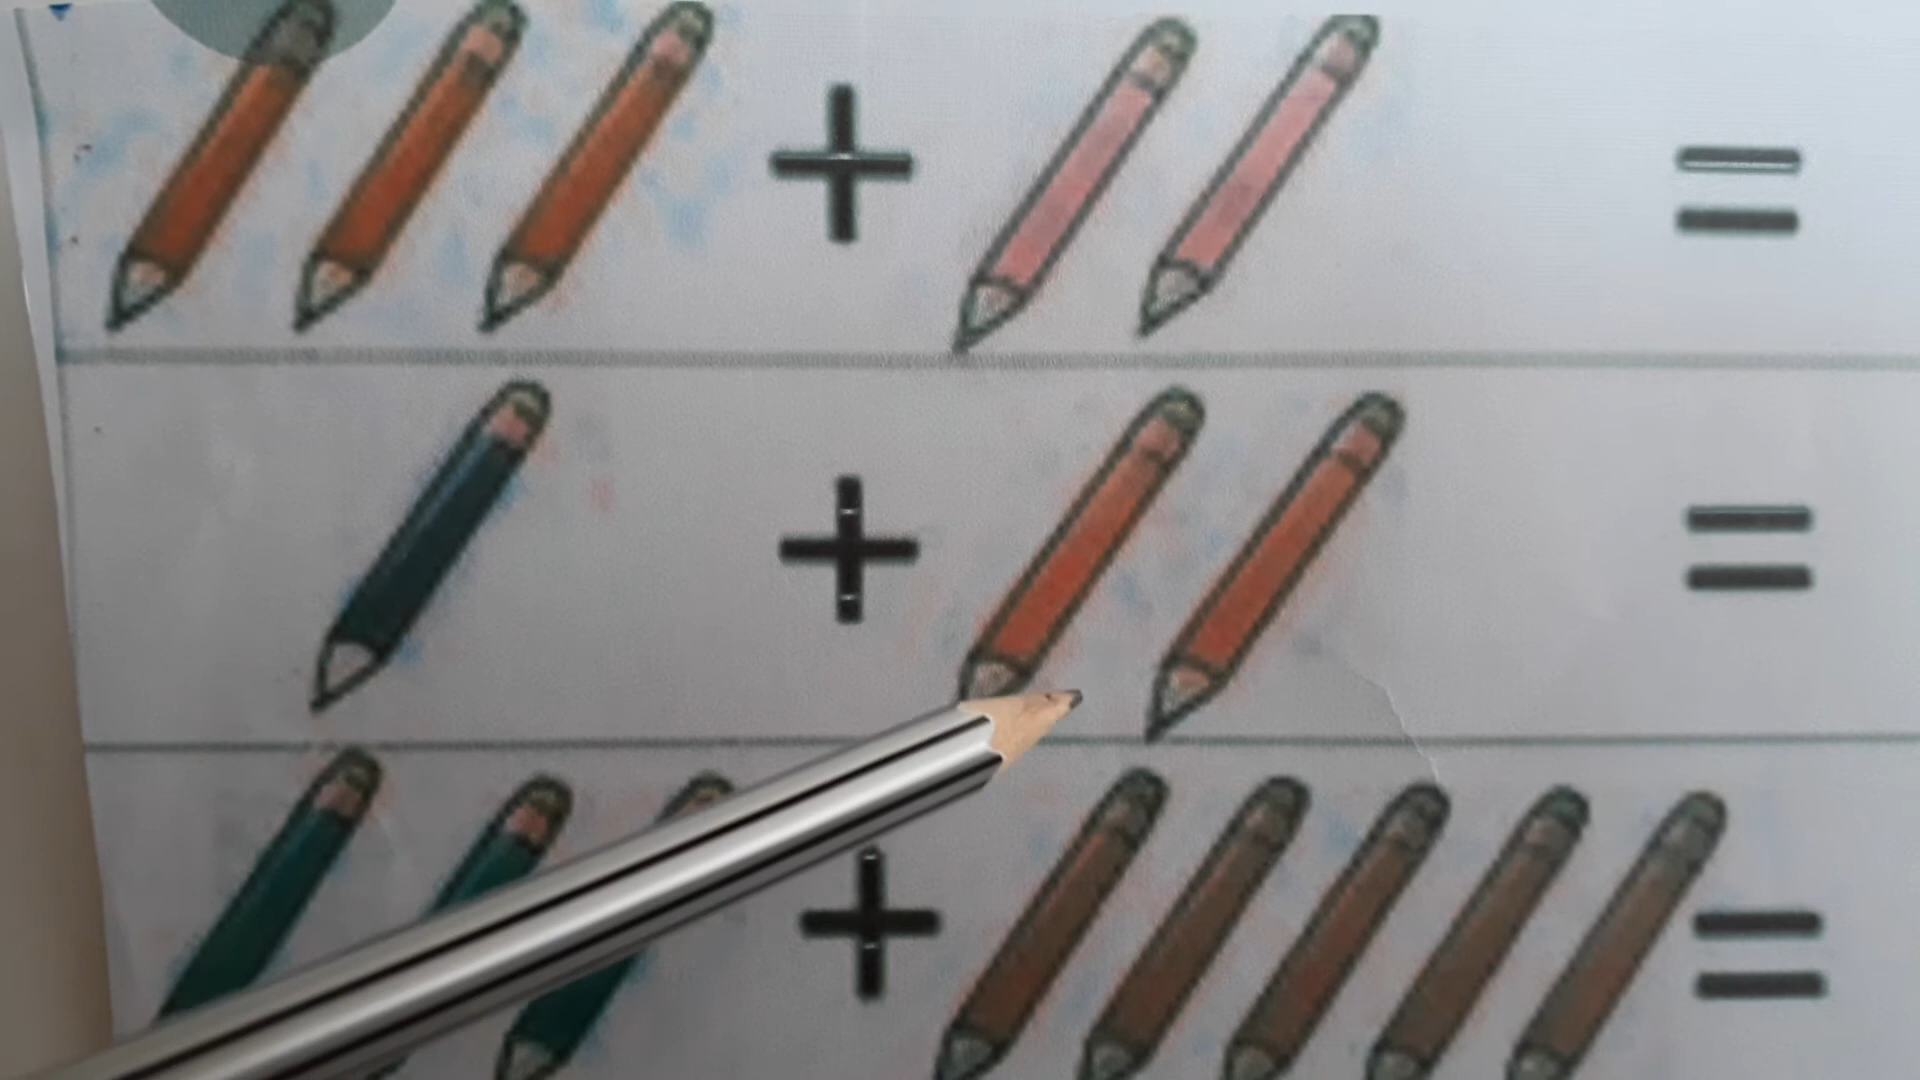 + =
+ =
+ =